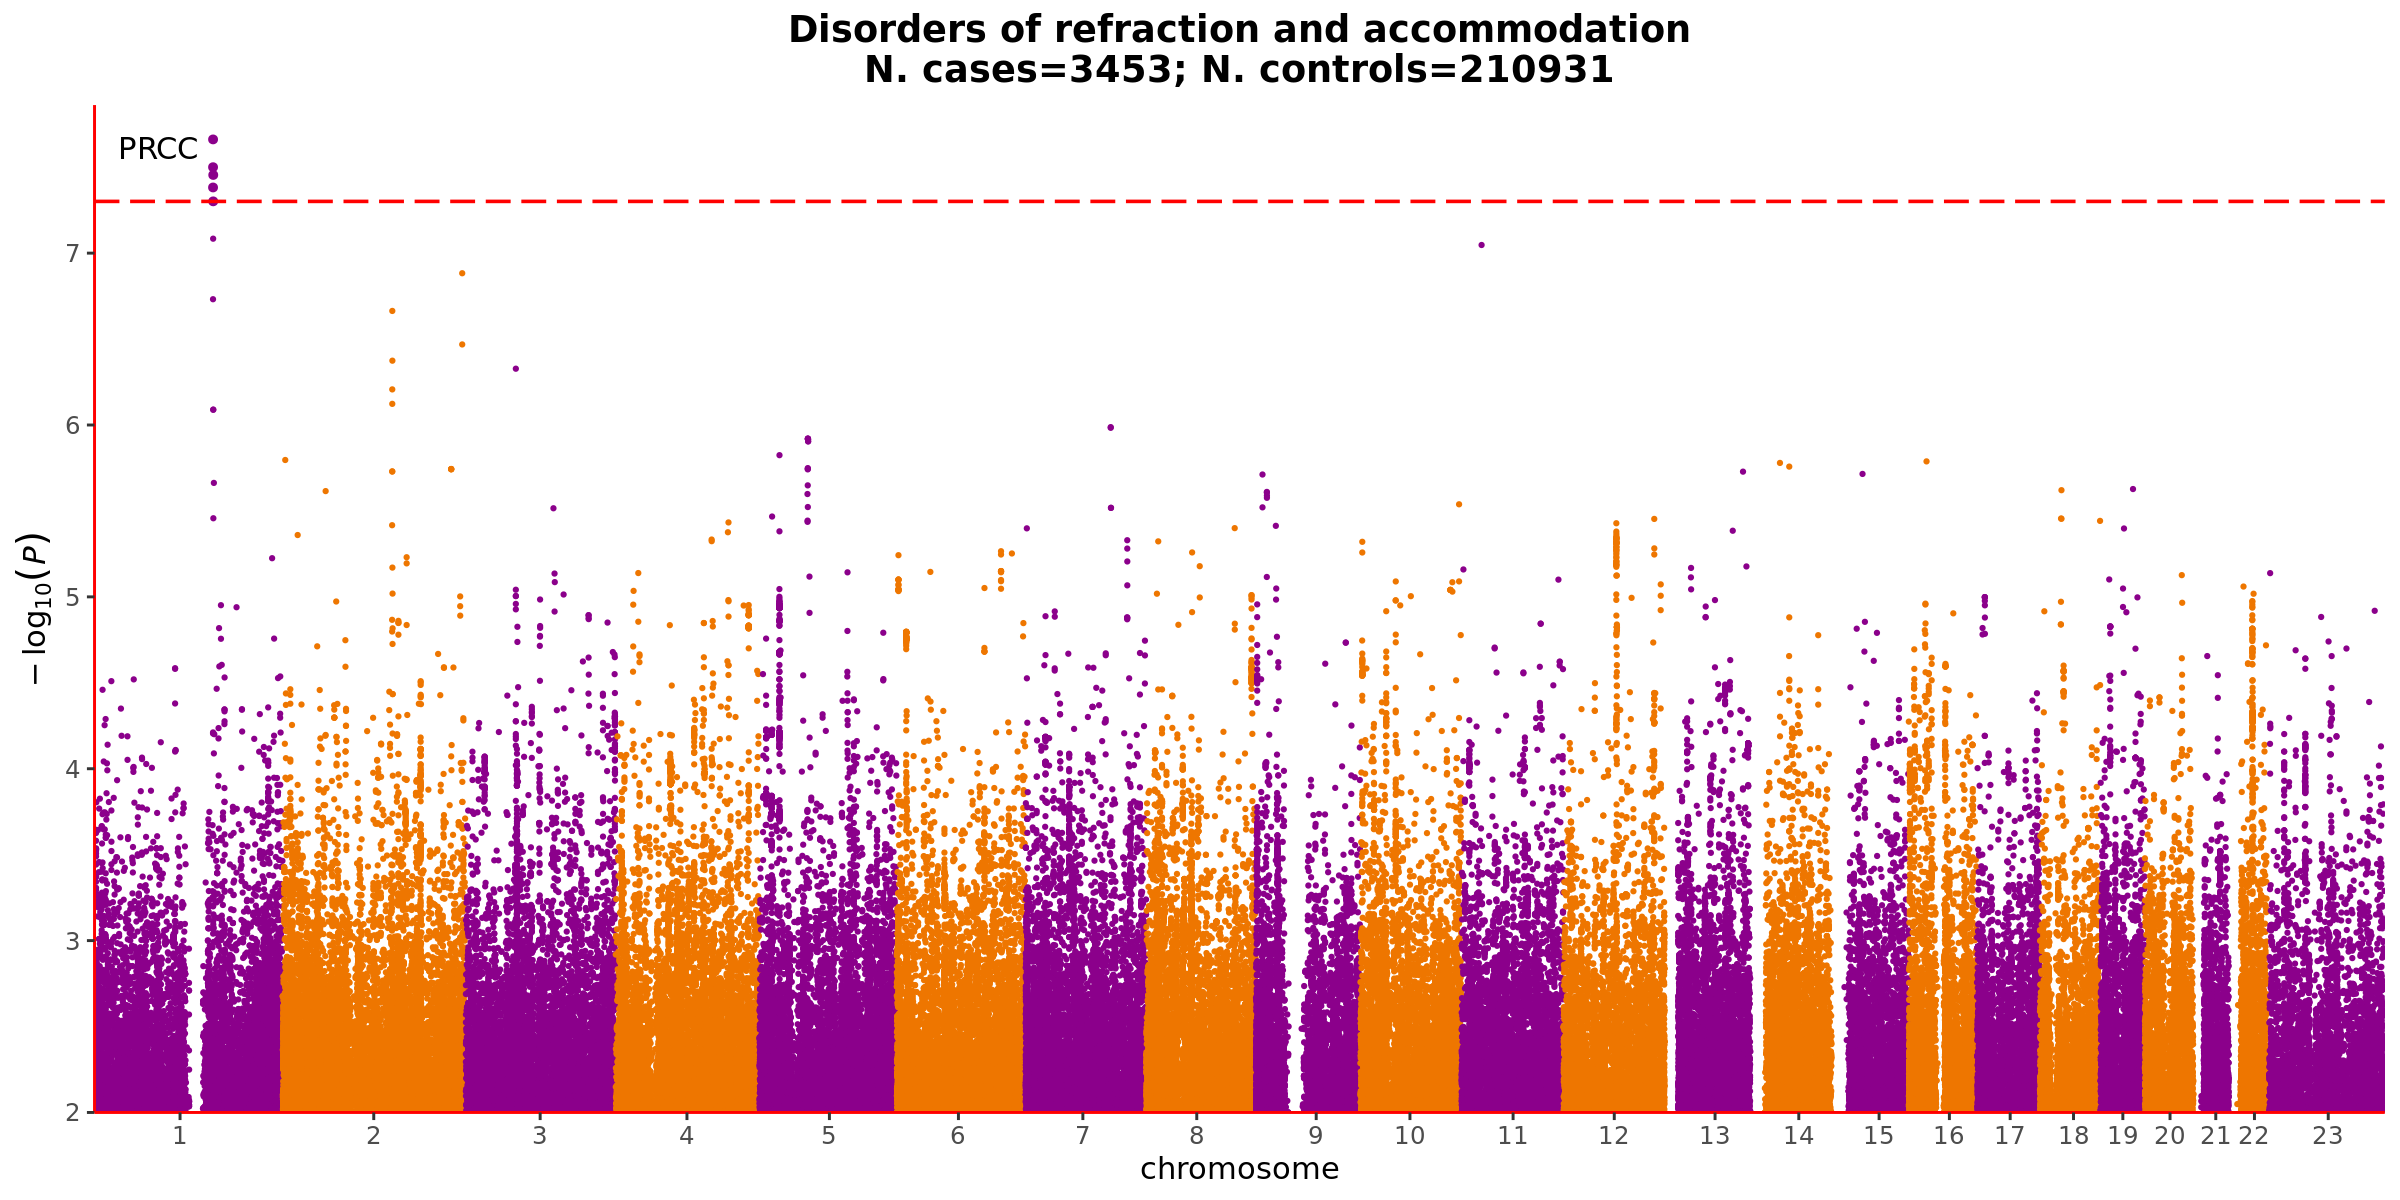 Disorders of refraction and accommodation
N. cases=3453; N. controls=210931
PRCC
7
6
5
4
3
2
−log₁₀(P)
1 2 3 4 5 6 7 8 9 10 11 12 13 14 15 16 17 18 19 20 21 22 23
chromosome